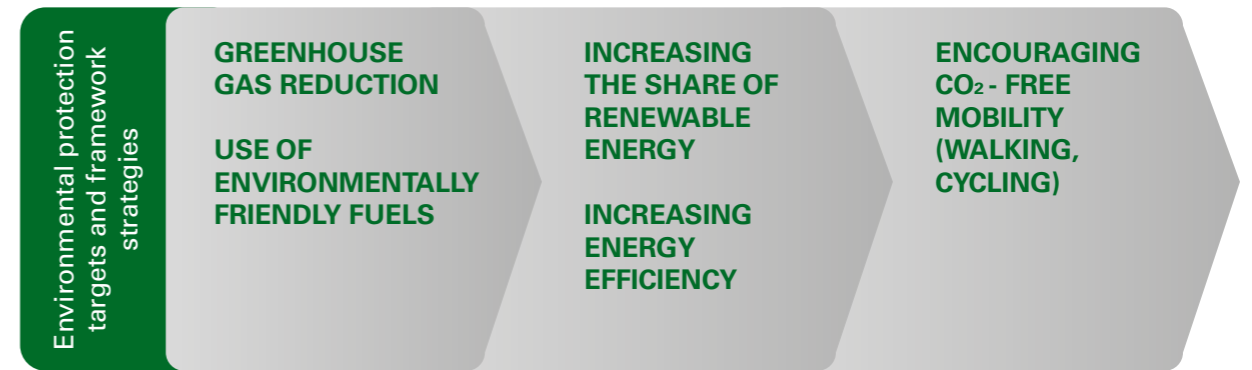 Environmental protection
targets and framework
strategies
GREENHOUSE
GAS REDUCTION
USE OF
ENVIRONMENTALLY
FRIENDLY FUELS
INCREASING
THE SHARE OF
RENEWABLE
ENERGY
INCREASING
ENERGY
EFFICIENCY
ENCOURAGING
CO₂ - FREE
MOBILITY
(WALKING,
CYCLING)